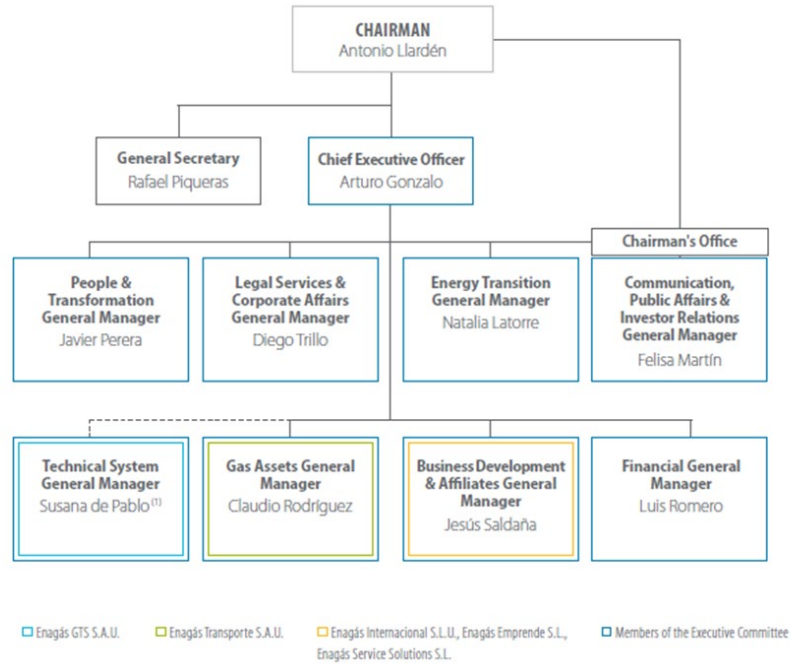 CHAIRMAN
Antonio Llardén
General Secretary
Rafael Piqueras
Chief Executive Officer
Arturo Gonzalo
Chairman's Office
People &
Transformation
General Manager
Javier Perera
Legal Services &
Corporate Affairs
General Manager
Diego Trillo
Energy Transition
General Manager
Natalia Latorre
Communication,
Public Affairs &
Investor Relations
General Manager
Felisa Martín
Technical System
General Manager
Susana de Pablo (1)
Gas Assets General
Manager
Claudio Rodríguez
Business Development
& Affiliates General
Manager
Jesús Saldaña
Financial General
Manager
Luis Romero
Enagás GTS S.A.U.
Enagás Transporte S.A.U.
Enagás Internacional S.L.U., Enagás Emprende S.L.,
Enagás Service Solutions S.L.
Members of the Executive Committee